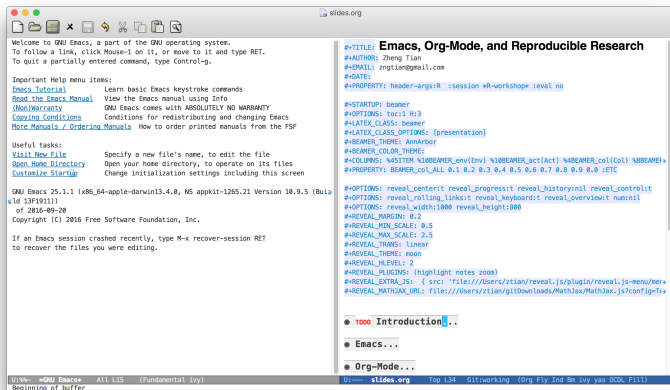 slides.org
Welcome to GNU Emacs, a part of the GNU operating system.
To follow a link, click Mouse-1 on it, or move to it and type RET.
To quit a partially entered command, type Control-g.
Important Help menu items:
Emacs Tutorial Learn basic Emacs keystroke commands
Read the Emacs Manual View the Emacs manual using Info
(Non)Warranty GNU Emacs comes with ABSOLUTELY NO WARRANTY
Copying Conditions Conditions for redistributing and changing Emacs
More Manuals / Ordering Manuals How to order printed manuals from the FSF
Useful tasks:
Visit New File Specify a new file's name, to edit the file
Open Home Directory Open your home directory, to operate on its files
Customize Startup Change initialization settings including this screen
GNU Emacs 25.1.1 (x86_64-apple-darwin13.4.0, NS appkit-1265.21 Version 10.9.5 (Bui
ld 13F1911))
of 2016-09-20
Copyright (C) 2016 Free Software Foundation, Inc.
If an Emacs session crashed recently, type M-x recover-session RET
to recover the files you were editing.
U:%%- *GNU Emacs* All L15 (Fundamental ivy)
Beginning of buffer
#+TITLE: Emacs, Org-Mode, and Reproducible Research
#+AUTHOR: Zheng Tian
#+EMAIL: zngtian@gmail.com
#+DATE:
#+PROPERTY: header-args:R :session *R-workshop* :eval no
#+STARTUP: beamer
#+OPTIONS: toc:1 H:3
#+LATEX_CLASS: beamer
#+LATEX_CLASS_OPTIONS: [presentation]
#+BEAMER_THEME: AnnArbor
#+BEAMER_COLOR_THEME:
#+COLUMNS: %45ITEM %10BEAMER_env(Env) %10BEAMER_act(Act) %4BEAMER_col(Col) %8BEAMER
#+PROPERTY: BEAMER_col_ALL 0.1 0.2 0.3 0.4 0.5 0.6 0.7 0.8 0.9 0.0 :ETC
#+OPTIONS: reveal_center:t reveal_progress:t reveal_history:nil reveal_control:t
#+OPTIONS: reveal_rolling_links:t reveal_keyboard:t reveal_overview:t num:nil
#+OPTIONS: reveal_width:1000 reveal_height:800
#+REVEAL_MARGIN: 0.2
#+REVEAL_MIN_SCALE: 0.5
#+REVEAL_MAX_SCALE: 2.5
#+REVEAL_TRANS: linear
#+REVEAL_THEME: moon
#+REVEAL_HLEVEL: 2
#+REVEAL_PLUGINS: (highlight notes zoom)
#+REVEAL_EXTRA_JS: { src: 'file:///Users/ztian/reveal.js/plugin/reveal.js-menu/men
#+REVEAL_MATHJAX_URL: file:///Users/ztian/gitDownloads/MathJax/MathJax.js?config=Te
TODO Introduction...
Emacs...
Org-Mode...
U:--- slides.org Top L34 Git:working (Org Fly Ind Bm ivy yas OCDL Fill)